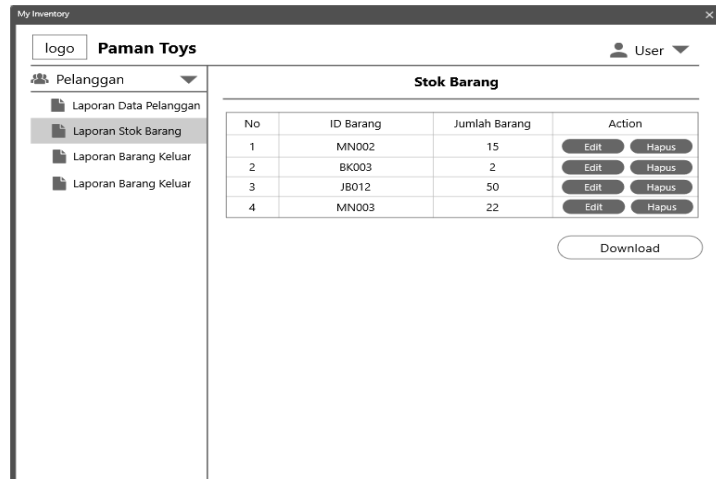 My Inventory
logo Paman Toys User
Pelanggan
Laporan Data Pelanggan
Laporan Stok Barang
Laporan Barang Keluar
Laporan Barang Keluar
Stok Barang
No ID Barang Jumlah Barang Action
1 MN002 15 Edit Hapus
2 BK003 2 Edit Hapus
3 JB012 50 Edit Hapus
4 MN003 22 Edit Hapus
Download